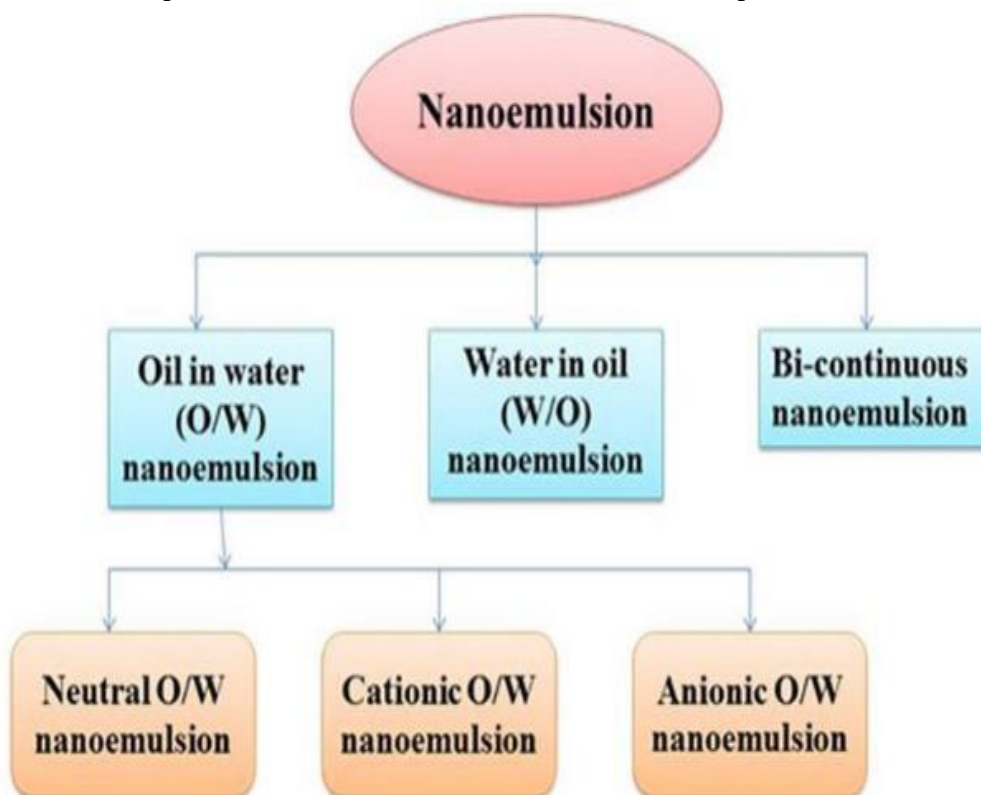 Nanoemulsion
Oil in water
(O/W)
nanoemulsion
Water in oil
(W/O)
nanoemulsion
Bi-continuous
nanoemulsion
Neutral O/W
nanoemulsion
Cationic O/W
nanoemulsion
Anionic O/W
nanoemulsion